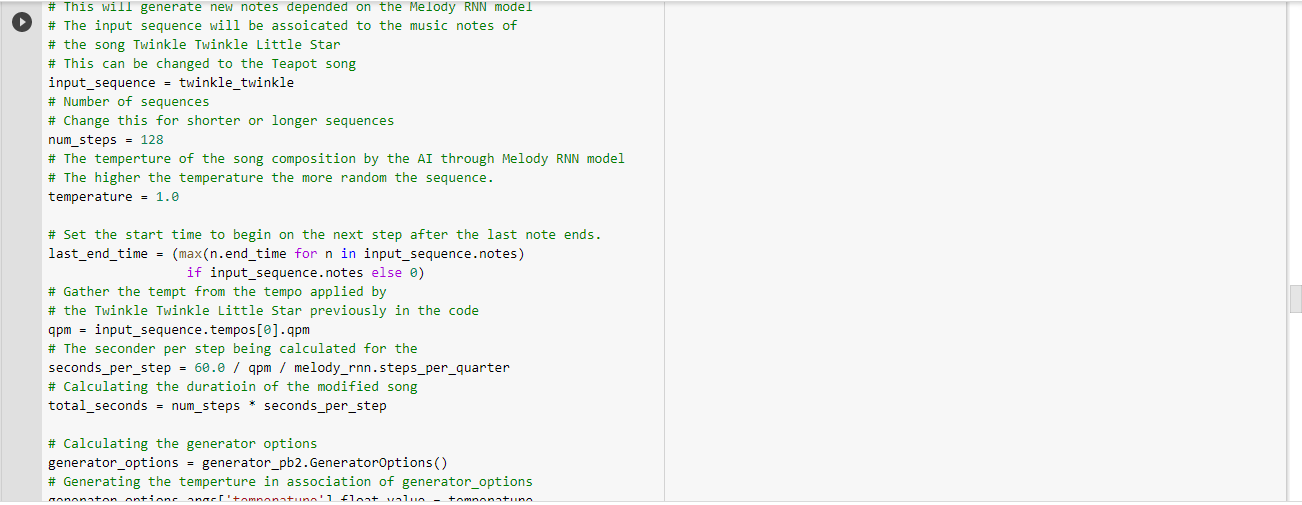 # This will generate new notes depended on the Melody RNN model
# The input sequence will be assoicated to the music notes of
# the song Twinkle Twinkle Little Star
# This can be changed to the Teapot song
input_sequence = twinkle_twinkle
# Number of sequences
# Change this for shorter or longer sequences
num_steps = 128
# The temperture of the song composition by the AI through Melody RNN model
# The higher the temperature the more random the sequence.
temperature = 1.0
# Set the start time to begin on the next step after the last note ends.
last_end_time = (max(n.end_time for n in input_sequence.notes)
if input_sequence.notes else 0)
# Gather the tempt from the tempo applied by
# the Twinkle Twinkle Little Star previously in the code
qpm = input_sequence.tempos[0].qpm
# The seconder per step being calculated for the
seconds_per_step = 60.0 / qpm / melody_rnn.steps_per_quarter
# Calculating the duratioin of the modified song
total_seconds = num_steps * seconds_per_step
# Calculating the generator options
generator_options = generator_pb2.GeneratorOptions()
# Generating the temperture in association of generator_options
generator_options.args['temperature'].float_value = temperature